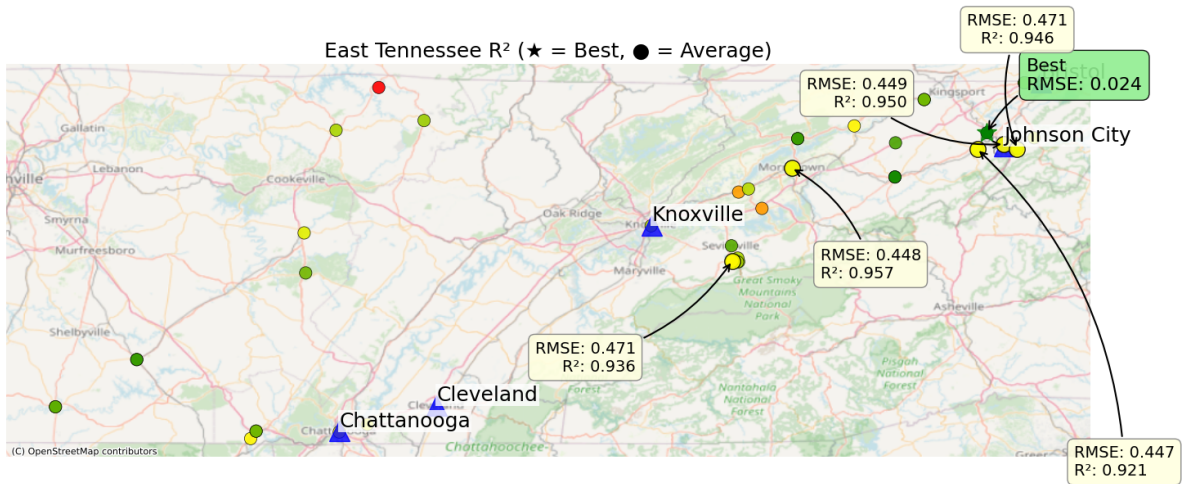 RMSE: 0.471
R²: 0.946
East Tennessee R² (★ = Best, ● = Average)
Best
RMSE: 0.024
RMSE: 0.449
R²: 0.950
Kingsport
Gallatin
Johnson City
Lebanon
Cookeville
Smyrna
Oak Ridge
Knoxville
Murfreesboro
Maryville
RMSE: 0.448
R²: 0.957
Great Smoky
Mountains
National
Park
Asheville
Shelbyville
RMSE: 0.471
R²: 0.936
Pisgah
National
Forest
Nantahala
National
Forest
Forest
Cleveland
Chattanooga
Chattahoochee-
(C) OpenStreetMap contributors
RMSE: 0.447
R²: 0.921